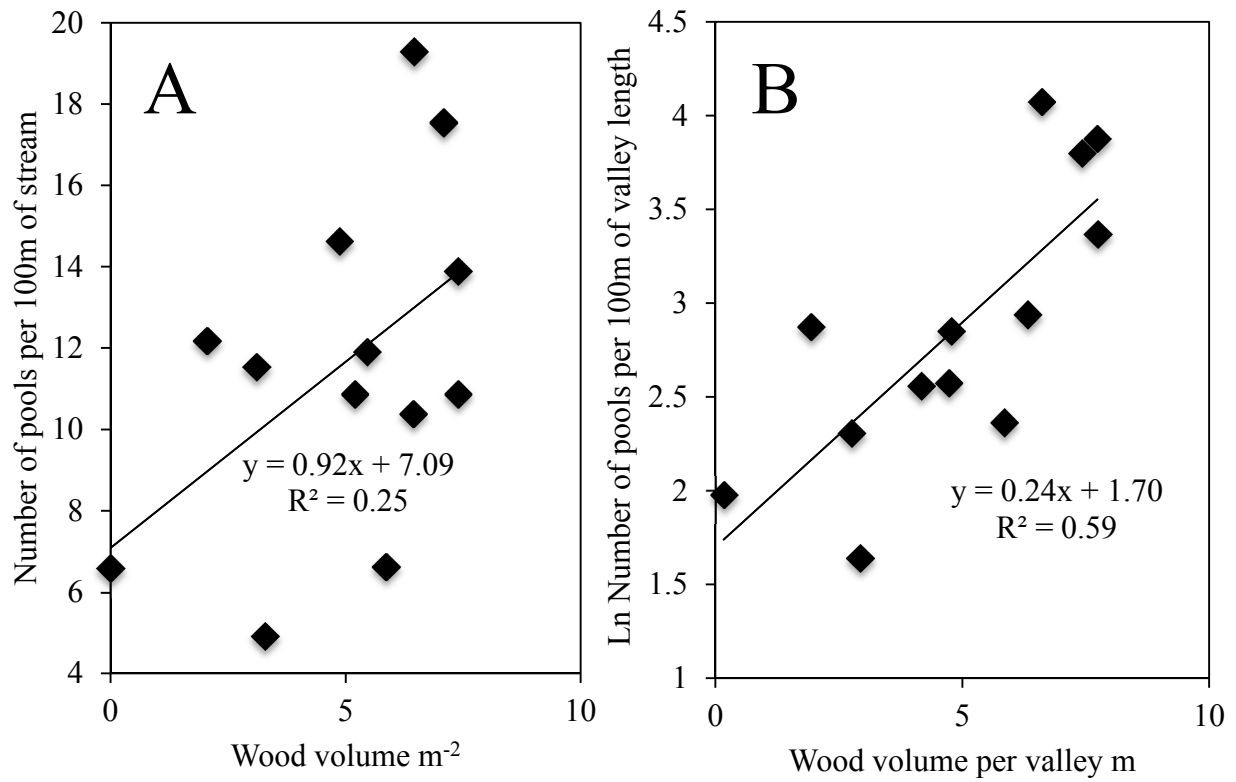 A
Number of pools per 100m of stream
20
18
16
14
12
10
8
6
4
y = 0.92x + 7.09
R² = 0.25
0 5 10
Wood volume m⁻²
B
Ln Number of pools per 100m of valley length
4.5
4
3.5
3
2.5
2
1.5
1
y = 0.24x + 1.70
R² = 0.59
0 5 10
Wood volume per valley m